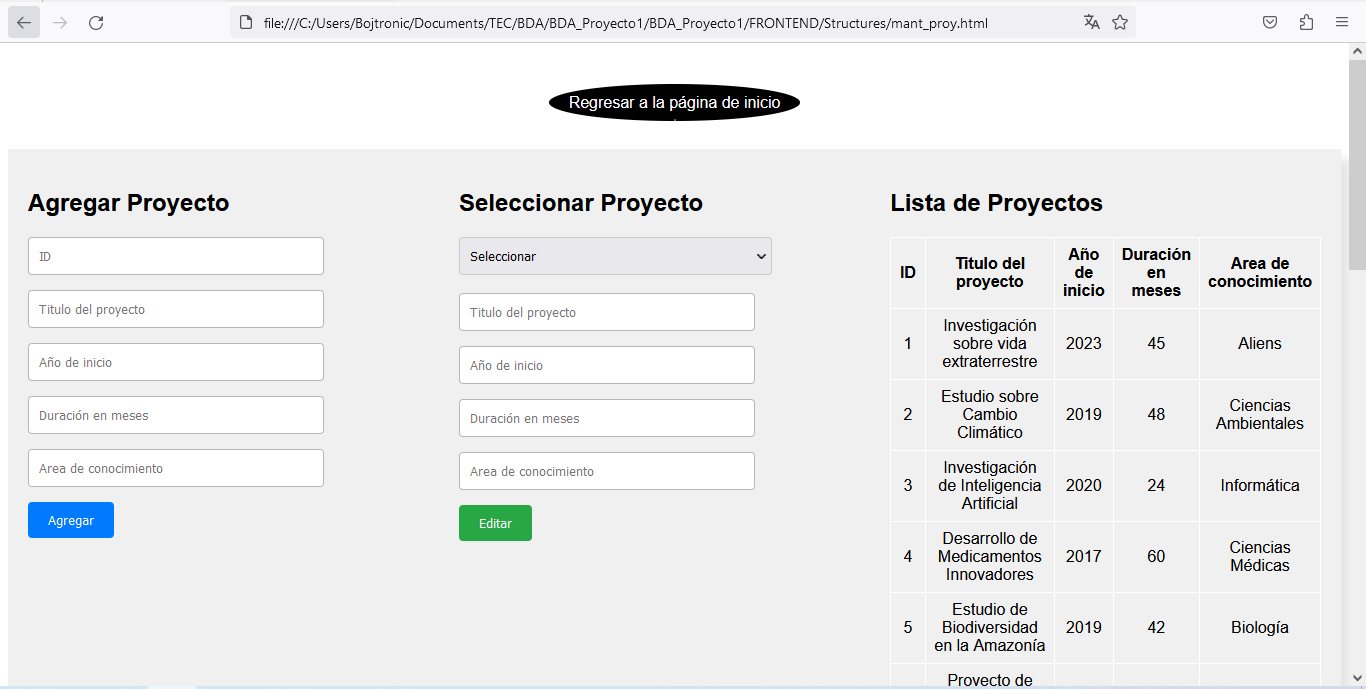 file:///C:/Users/Bojtronic/Documents/TEC/BDA/BDA_Proyecto1/BDA_Proyecto1/FRONTEND/Structures/mant_proy.html
Regresar a la página de inicio
Agregar Proyecto
ID
Titulo del proyecto
Año de inicio
Duración en meses
Area de conocimiento
Agregar
Seleccionar Proyecto
Seleccionar
Titulo del proyecto
Año de inicio
Duración en meses
Area de conocimiento
Editar
Lista de Proyectos
ID
Titulo del
proyecto
Año
de
inicio
Duración
en
meses
Area de
conocimiento
1
Investigación
sobre vida
extraterrestre
2023
45
Aliens
2
Estudio sobre
Cambio
Climático
2019
48
Ciencias
Ambientales
3
Investigación
de Inteligencia
Artificial
2020
24
Informática
4
Desarrollo de
Medicamentos
Innovadores
2017
60
Ciencias
Médicas
5
Estudio de
Biodiversidad
en la Amazonía
2019
42
Biología
Proyecto de